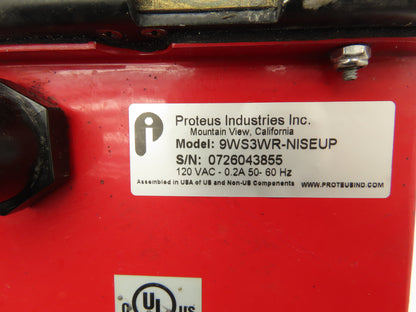 Proteus Industries Inc.
Mountain View, California
Model: 9WS3WR-NISEUP
S/N: 0726043855
120 VAC - 0.2A 50- 60 Hz
Assembled in USA of US and Non-US Components WWW.PROTEUSIND.COM
C UL US